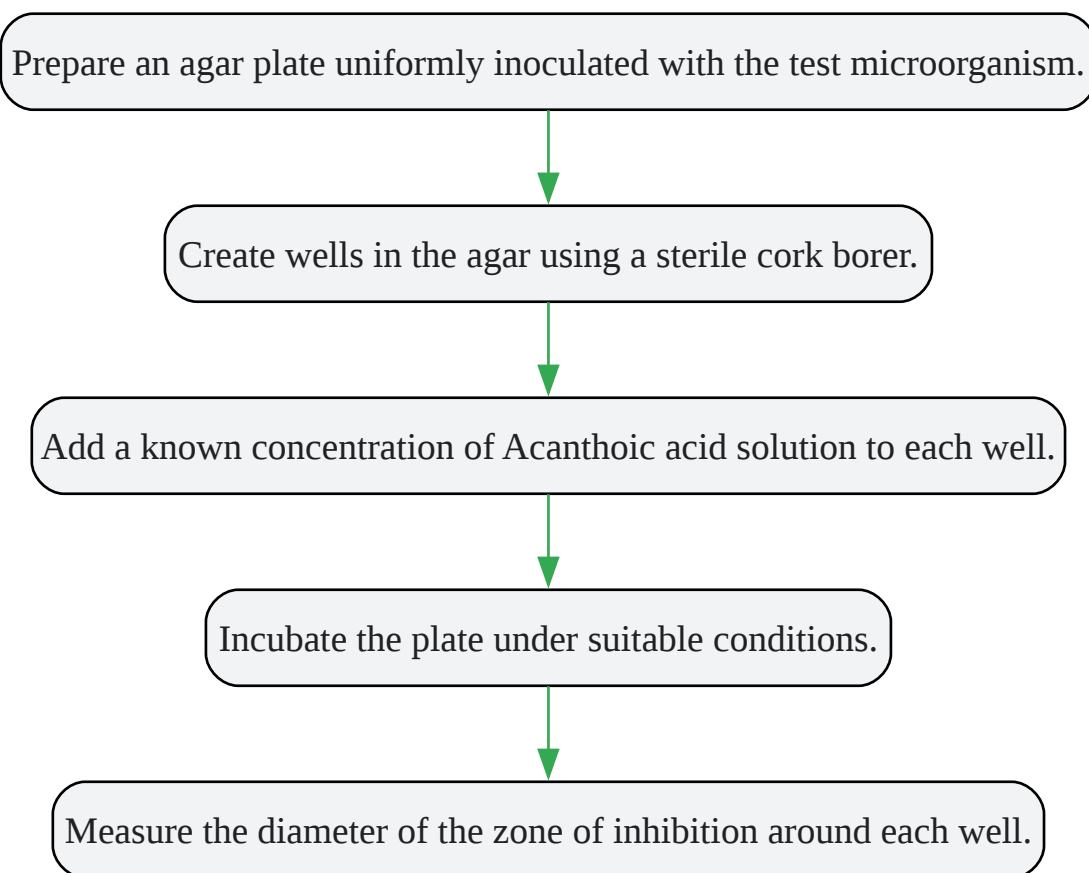 Prepare an agar plate uniformly inoculated with the test microorganism.
Create wells in the agar using a sterile cork borer.
Add a known concentration of Acanthoic acid solution to each well.
Incubate the plate under suitable conditions.
Measure the diameter of the zone of inhibition around each well.